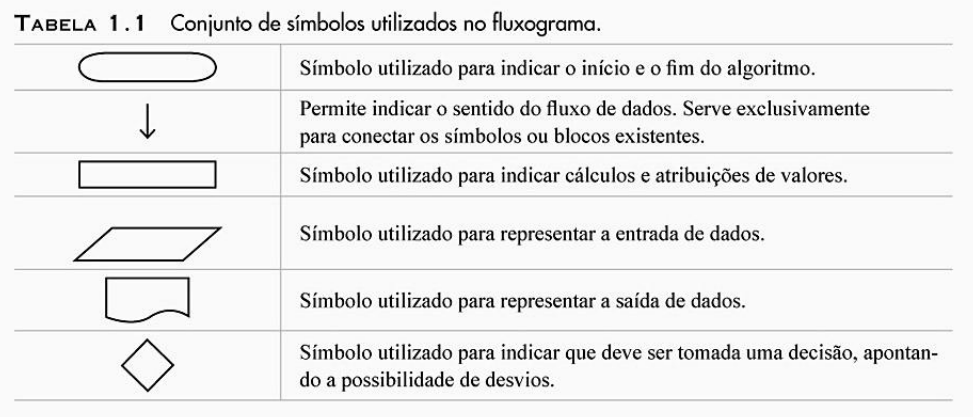 TABELA 1.1 Conjunto de símbolos utilizados no fluxograma.
Símbolo utilizado para indicar o início e o fim do algoritmo.
Permite indicar o sentido do fluxo de dados. Serve exclusivamente
para conectar os símbolos ou blocos existentes.
Símbolo utilizado para indicar cálculos e atribuições de valores.
Símbolo utilizado para representar a entrada de dados.
Símbolo utilizado para representar a saída de dados.
Símbolo utilizado para indicar que deve ser tomada uma decisão, apontan-
do a possibilidade de desvios.